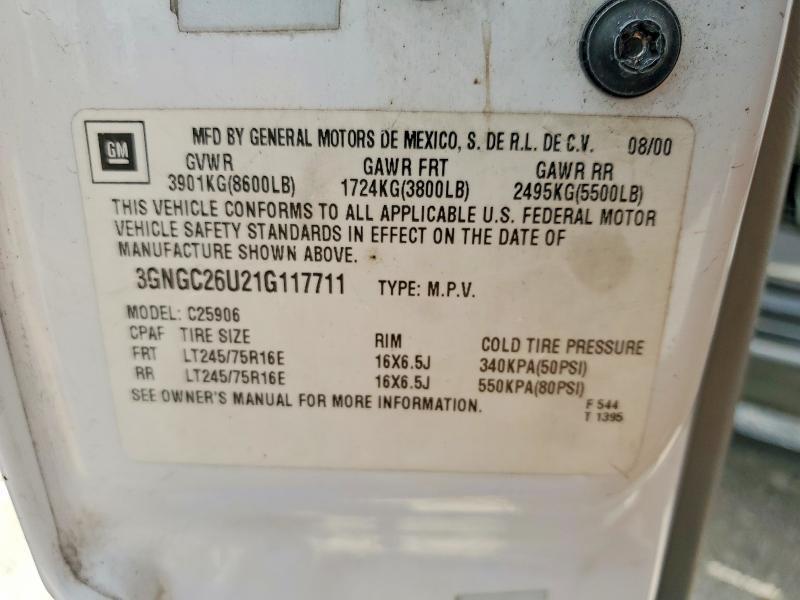 GM
MFD BY GENERAL MOTORS DE MEXICO, S. DE R.L. DE C.V. 08/00
GVWR GAWR FRT GAWR RR
3901KG(8600LB) 1724KG(3800LB) 2495KG(5500LB)
THIS VEHICLE CONFORMS TO ALL APPLICABLE U.S. FEDERAL MOTOR
VEHICLE SAFETY STANDARDS IN EFFECT ON THE DATE OF
MANUFACTURE SHOWN ABOVE.
3GNGC26U21G117711 TYPE: M.P.V.
MODEL: C25906
CPAF TIRE SIZE RIM COLD TIRE PRESSURE
FRT LT245/75R16E 16X6.5J 340KPA(50PSI)
RR LT245/75R16E 16X6.5J 550KPA(80PSI)
SEE OWNER'S MANUAL FOR MORE INFORMATION.
F 544
T 1395